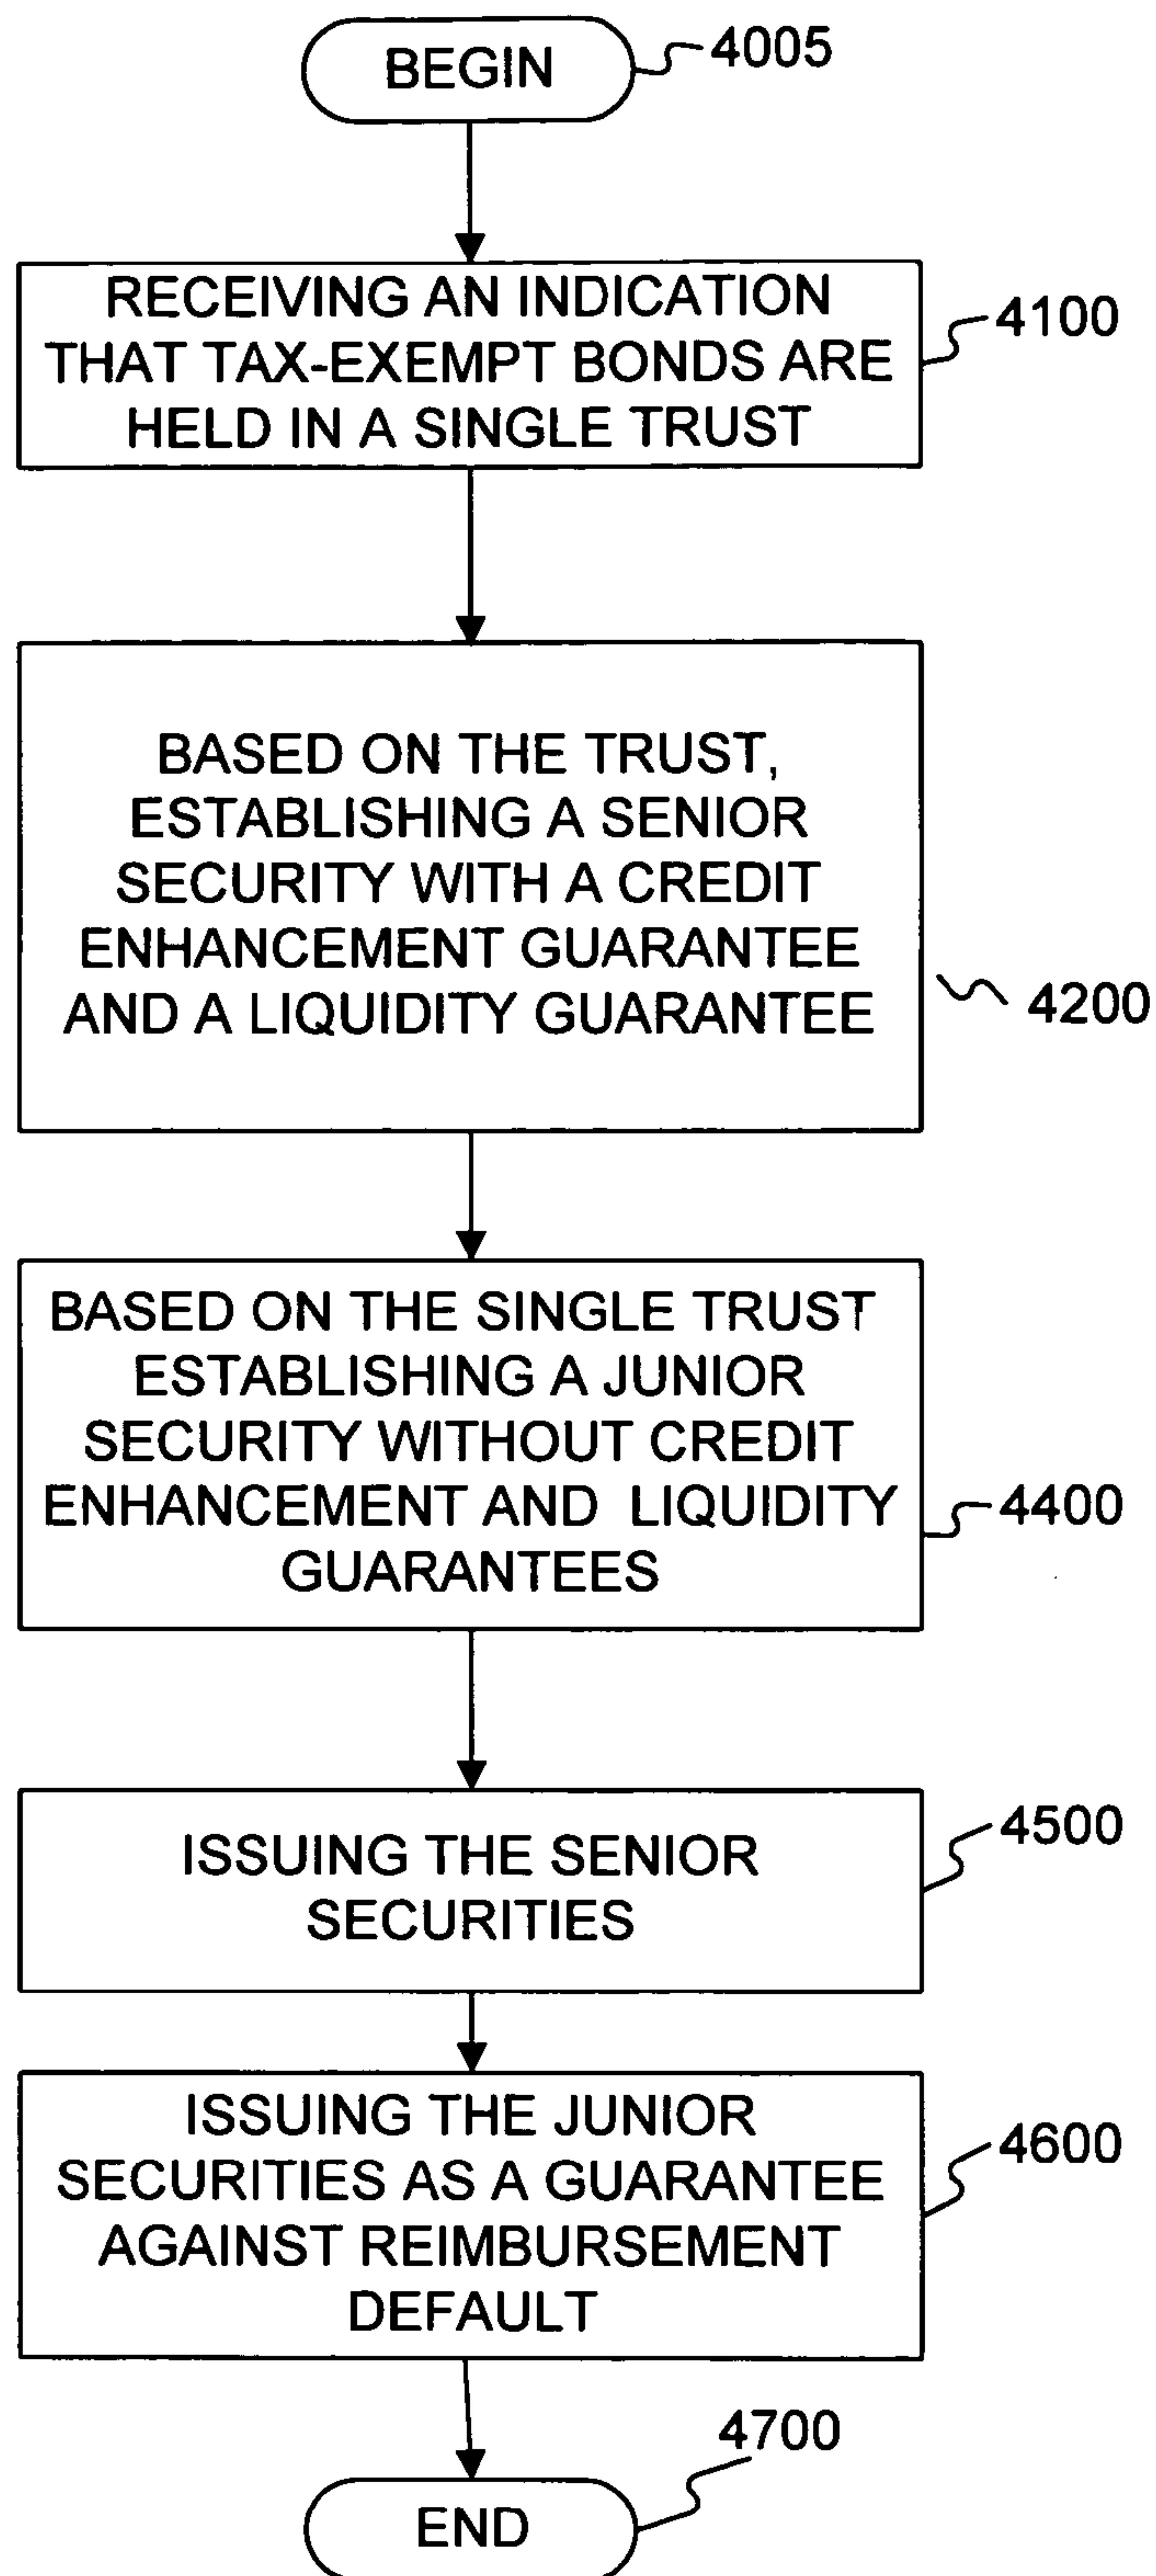 BEGIN
4005
RECEIVING AN INDICATION
THAT TAX-EXEMPT BONDS ARE
HELD IN A SINGLE TRUST
4100
BASED ON THE TRUST,
ESTABLISHING A SENIOR
SECURITY WITH A CREDIT
ENHANCEMENT GUARANTEE
AND A LIQUIDITY GUARANTEE
4200
BASED ON THE SINGLE TRUST
ESTABLISHING A JUNIOR
SECURITY WITHOUT CREDIT
ENHANCEMENT AND LIQUIDITY
GUARANTEES
4400
ISSUING THE SENIOR
SECURITIES
4500
ISSUING THE JUNIOR
SECURITIES AS A GUARANTEE
AGAINST REIMBURSEMENT
DEFAULT
4600
4700
END